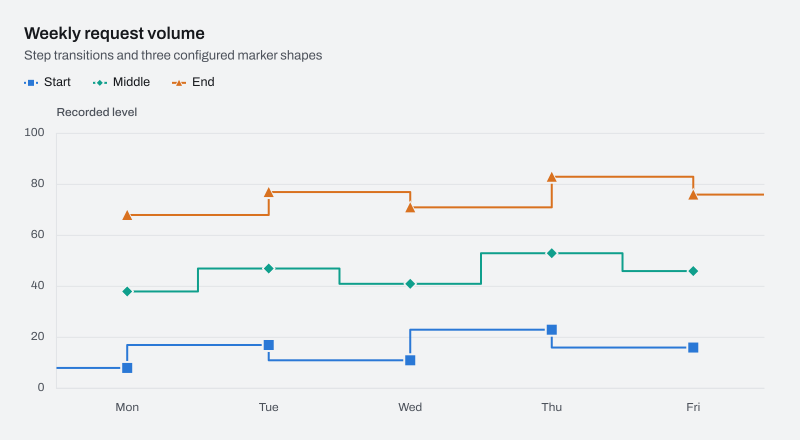 Weekly request volume
Step transitions and three configured marker shapes
Start Middle End
Recorded level
100
80
60
40
20
0
Mon Tue Wed Thu Fri